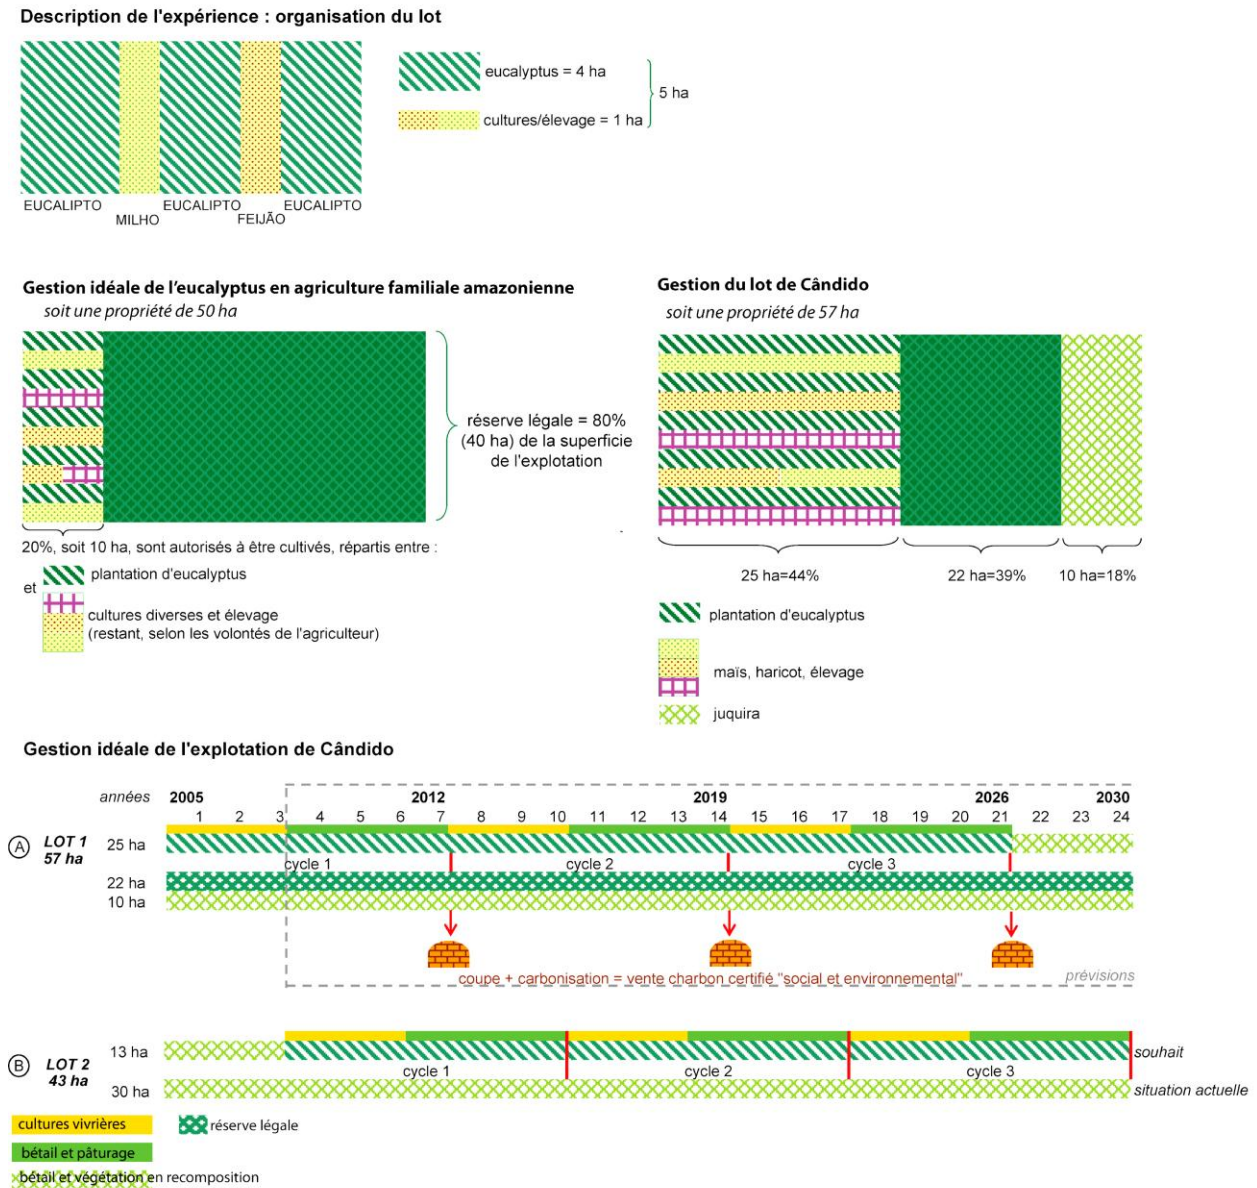 Description de l'expérience : organisation du lot
eucalyptus = 4 ha
5 ha
cultures/élevage = 1 ha
EUCALIPTO
MILHO
EUCALIPTO
FEIJÃO
EUCALIPTO
Gestion idéale de l'eucalyptus en agriculture familiale amazonienne
soit une propriété de 50 ha
réserve légale = 80%
(40 ha) de la superficie
de l'explotation
20%, soit 10 ha, sont autorisés à être cultivés, répartis entre :
et
plantation d'eucalyptus
cultures diverses et élevage
(restant, selon les volontés de l'agriculteur)
Gestion du lot de Cândido
soit une propriété de 57 ha
25 ha=44%
22 ha=39%
10 ha=18%
plantation d'eucalyptus
maïs, haricot, élevage
juquira
Gestion idéale de l'explotation de Cândido
années 2005 2012 2019 2026 2030
1 2 3 4 5 6 7 8 9 10 11 12 13 14 15 16 17 18 19 20 21 22 23 24
A LOT 1 25 ha
57 ha
cycle 1 cycle 2 cycle 3
22 ha
10 ha
coupe + carbonisation = vente charbon certifié "social et environnemental"
prévisions
B LOT 2 13 ha
43 ha
souhait
cycle 1 cycle 2 cycle 3
30 ha
situation actuelle
cultures vivrières
réserve légale
bétail et pâturage
bétail et végétation en recomposition